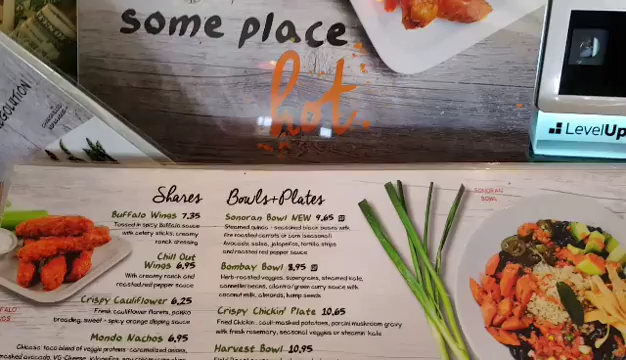 some place
hot.
LevelUp
Shares
Buffalo Wings 7.35
Tossed in spicy Buffalo sauce
with celery sticks, creamy
ranch dressing
Chill Out
Wings 6,95
With creamy ranch and
roasted red pepper sauce
Crispy Cauliflower 6,25
Fresh cauliflower florets, panko
breading, sweet - spicy orange dipping sauce
Mondo Nachos 6,95
Bowls+Plates
Sonoran Bowl NEW 9.65
Steamed quinoa - seasoned black beans with
fire roasted carrots or corn (seasonal)
Avocado salsa, jalapeños, tortilla strips
and roasted red pepper sauce
Bombay Bowl 8,95
Herb-roasted veggies, asparagus, steamed kale,
cannellini beans, cilantro green curry sauce with
coconut milk, almonds, hemp seeds
Crispy Chickin' Plate 10.65
Fried Chickin', cauli-mashed potatoes, porcini mushroom gravy
with fresh rosemary, seasonal veggies or steamed kale
Harvest Bowl 10,95
SONORAN
BOWL